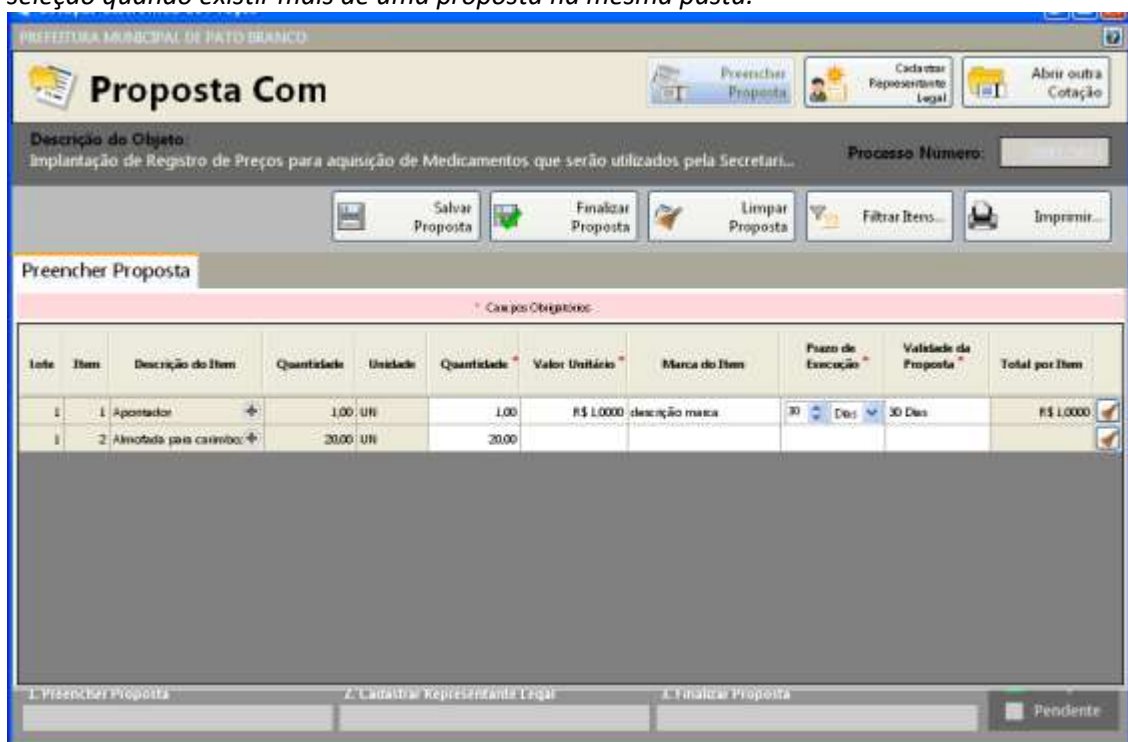 seleção quando existir mais de uma proposta na mesma pasta.
PREFEITURA MUNICIPAL DE PATO BRANCO
Proposta Com
Preencher Proposta
Cadastrar Representante Legal
Abrir outra Cotação
Descrição do Objeto:
Implantação de Registro de Preços para aquisição de Medicamentos que serão utilizados pela Secretari...
Processo Número:
Salvar Proposta
Finalizar Proposta
Limpar Proposta
Filtrar Itens...
Imprimir...
Preencher Proposta
* Campos Obrigatórios
Lote Item Descrição do Item Quantidade Unidade Quantidade * Valor Unitário * Marca do Item Prazo de Execução * Validade da Proposta * Total por Item
1 1 Apontador + 1,00 UN 1,00 R$ 1,0000 descrição marca 30 Dias 30 Dias R$ 1,0000
1 2 Almofada para carimbo; + 20,00 UN 20,00
1. Preencher Proposta 2. Cadastrar Representante Legal 3. Finalizar Proposta
Pendente